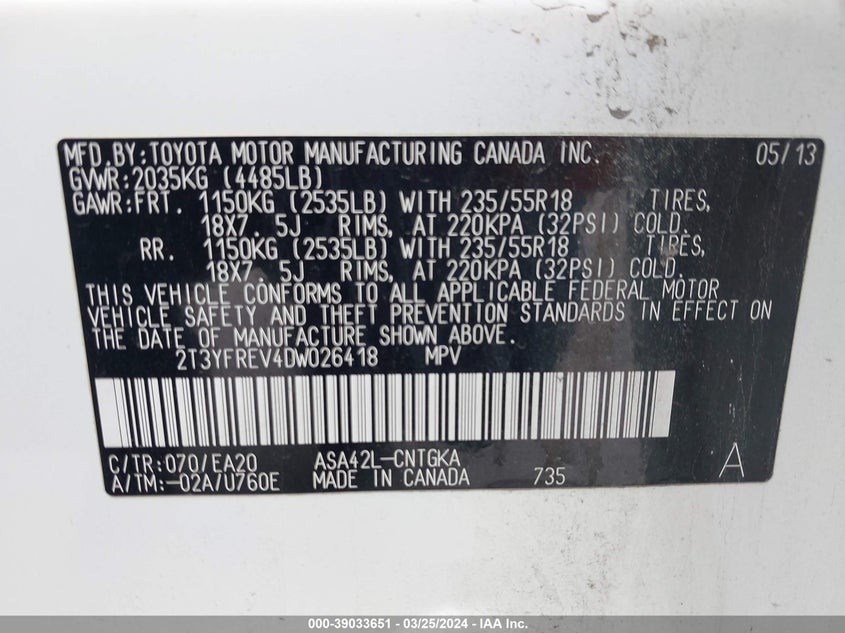 MFD.BY:TOYOTA MOTOR MANUFACTURING CANADA INC. 05/13
GVWR:2035KG (4485LB)
GAWR:FRT. 1150KG (2535LB) WITH 235/55R18 TIRES,
18X7. 5J RIMS, AT 220KPA (32PSI) COLD.
RR. 1150KG (2535LB) WITH 235/55R18 TIRES,
18X7. 5J RIMS, AT 220KPA (32PSI) COLD.
THIS VEHICLE CONFORMS TO ALL APPLICABLE FEDERAL MOTOR
VEHICLE SAFETY AND THEFT PREVENTION STANDARDS IN EFFECT ON
THE DATE OF MANUFACTURE SHOWN ABOVE.
2T3YFREV4DW026418 MPV
C/TR:070/EA20 ASA42L-CNTGKA A
A/TM:-02A/U760E MADE IN CANADA 735
000-39033651 - 03/25/2024 - IAA Inc.